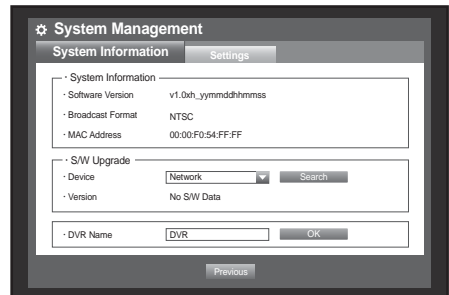 System Management
System Information Settings
· System Information
· Software Version v1.0xh_yymmddhhmmss
· Broadcast Format NTSC
· MAC Address 00:00:F0:54:FF:FF
· S/W Upgrade
· Device Network Search
· Version No S/W Data
· DVR Name DVR OK
Previous